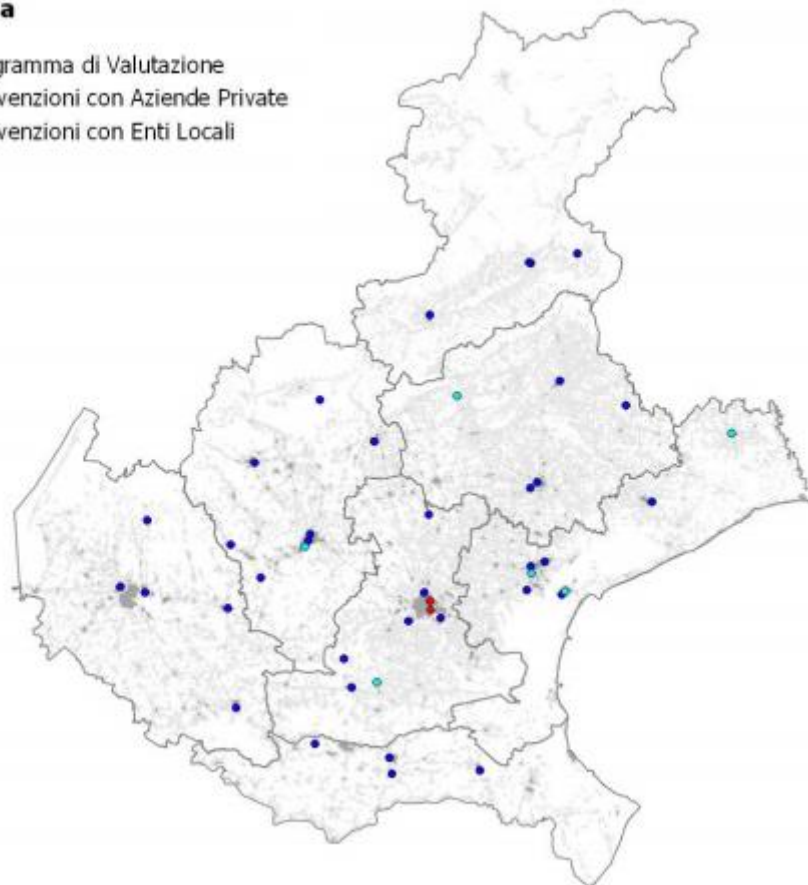 a
gramma di Valutazione
venzioni con Aziende Private
venzioni con Enti Locali